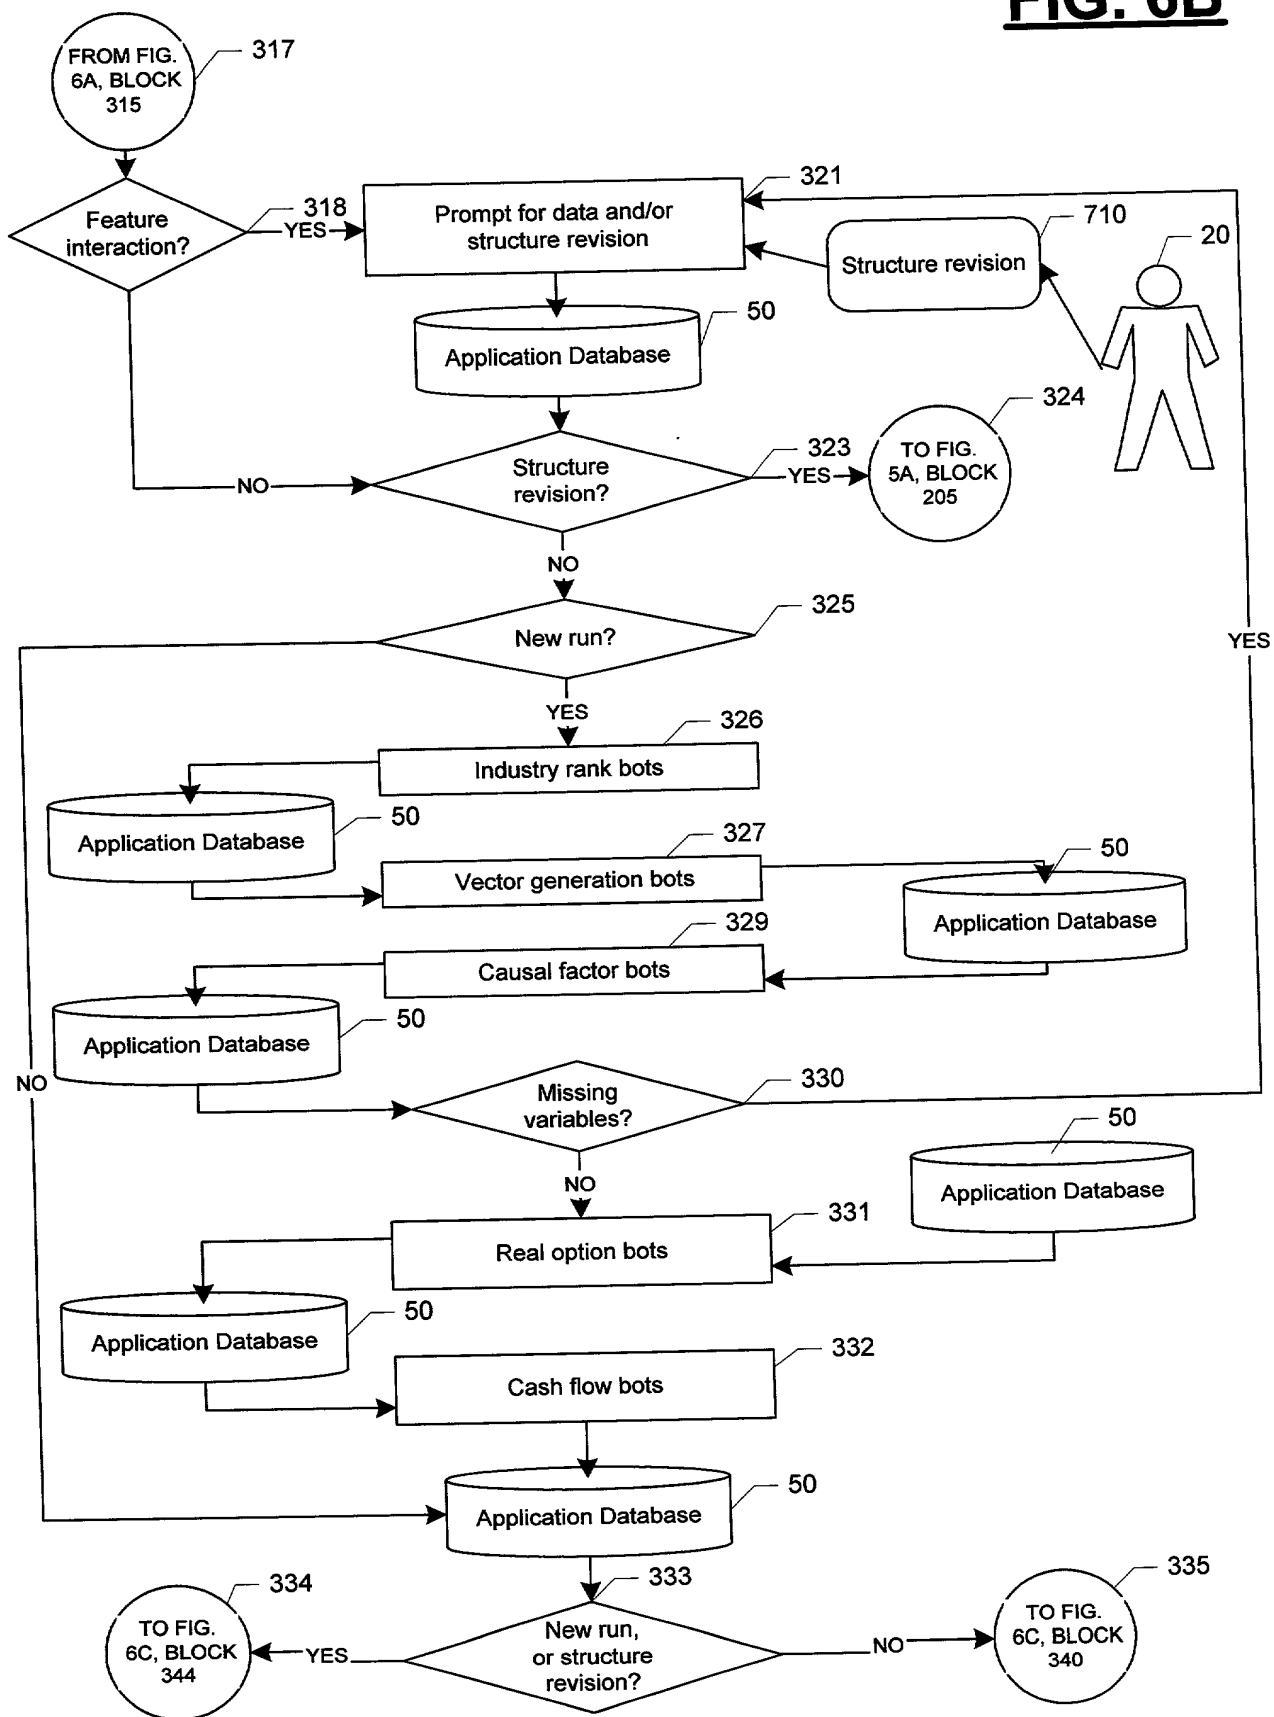 FIG. 6B
FROM FIG.
6A, BLOCK
315
317
Feature
interaction?
318
YES
Prompt for data and/or
structure revision
321
Structure revision
710
20
Application Database
50
NO
Structure
revision?
323
YES
TO FIG.
5A, BLOCK
205
324
NO
New run?
325
YES
YES
Industry rank bots
326
Application Database
50
Vector generation bots
327
Application Database
50
Causal factor bots
329
Application Database
50
NO
Missing
variables?
330
NO
Application Database
50
Real option bots
331
Application Database
50
Cash flow bots
332
Application Database
50
New run,
or structure
revision?
333
YES
TO FIG.
6C, BLOCK
344
334
NO
TO FIG.
6C, BLOCK
340
335